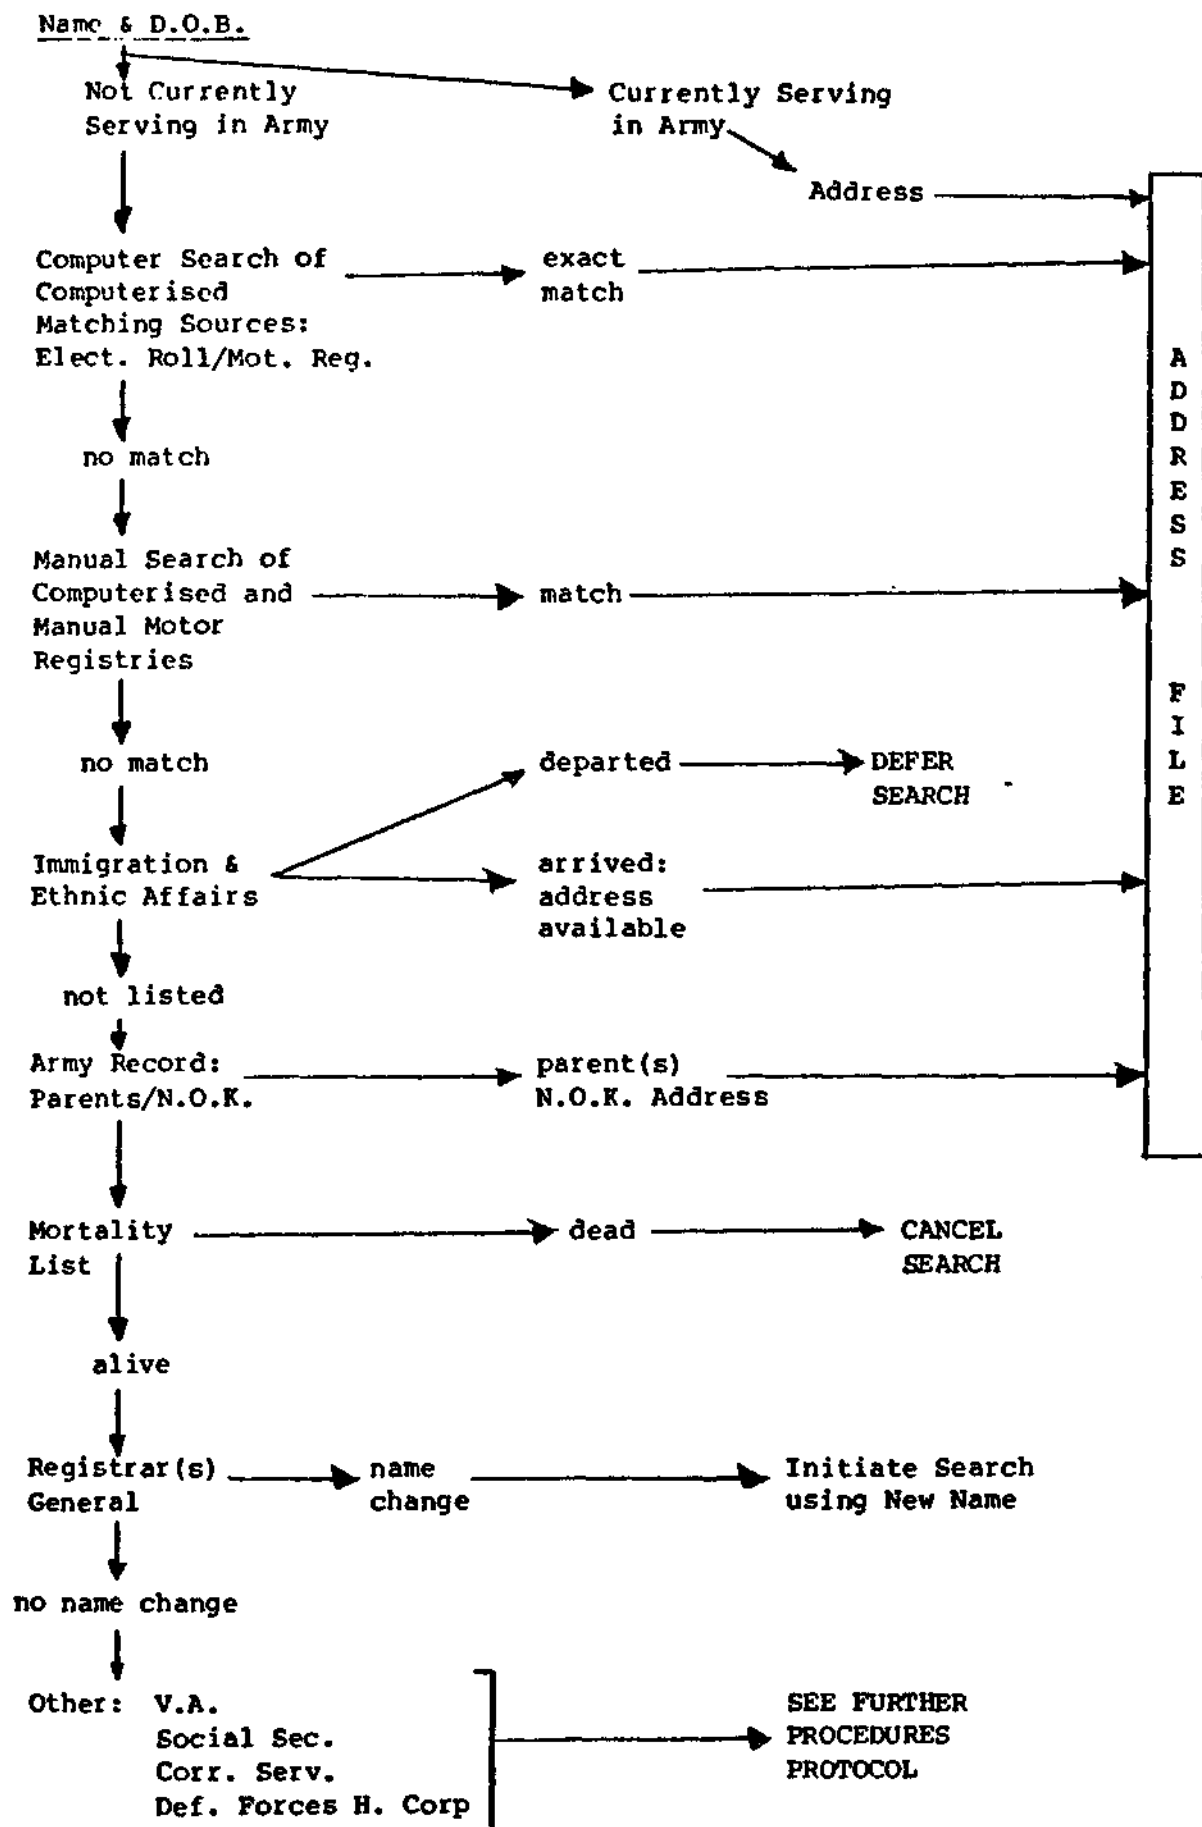 Name & D.O.B.
Not Currently
Serving in Army
Currently Serving
in Army
Address
Computer Search of
Computerised
Matching Sources:
Elect. Roll/Mot. Reg.
exact
match
no match
Manual Search of
Computerised and
Manual Motor
Registries
match
no match
departed
DEFER
SEARCH
Immigration &
Ethnic Affairs
arrived:
address
available
not listed
Army Record:
Parents/N.O.K.
parent(s)
N.O.K. Address
ADDRESS FILE
Mortality
List
dead
CANCEL
SEARCH
alive
Registrar(s)
General
name
change
Initiate Search
using New Name
no name change
Other: V.A.
Social Sec.
Corr. Serv.
Def. Forces H. Corp
SEE FURTHER
PROCEDURES
PROTOCOL